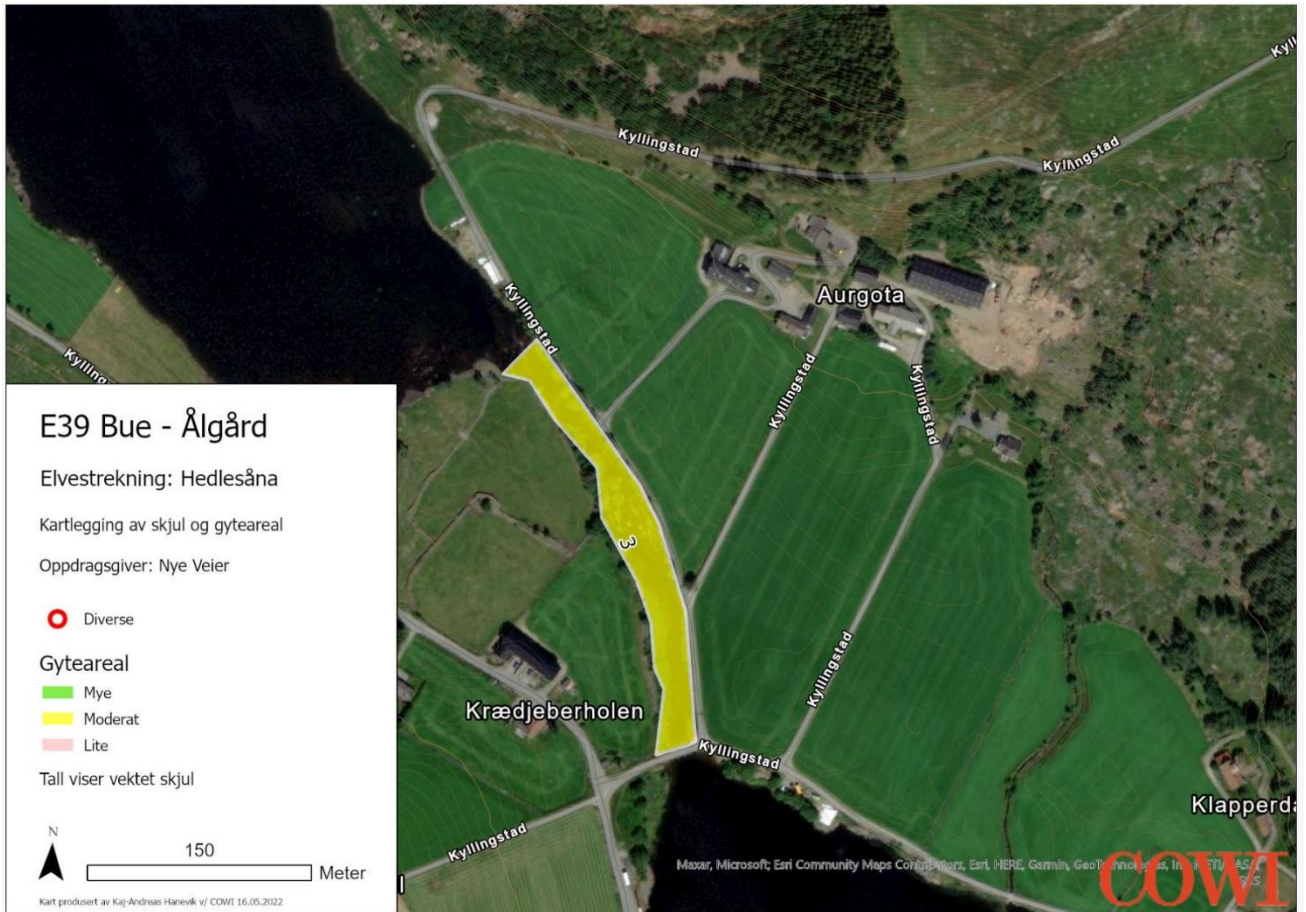 Kyll
Kyllingstad
Kyllingstad
Aurgota
Kyllingstad
Kylling
Kyllingstad
Kyllingstad
3
Krædjeberholen
Kyllingstad
Kyllingstad
Klapperda
Kyllingstad
E39 Bue - Ålgård
Elvestrekning: Hedlesåna
Kartlegging av skjul og gyteareal
Oppdragsgiver: Nye Veier
Diverse
Gyteareal
Mye
Moderat
Lite
Tall viser vektet skjul
N
150
Meter
Kart produsert av Kaj-Andreas Hanevik v/ COWI 16.05.2022
Maxar, Microsoft; Esri Community Maps Contributors, Esri, HERE, Garmin,
COWI